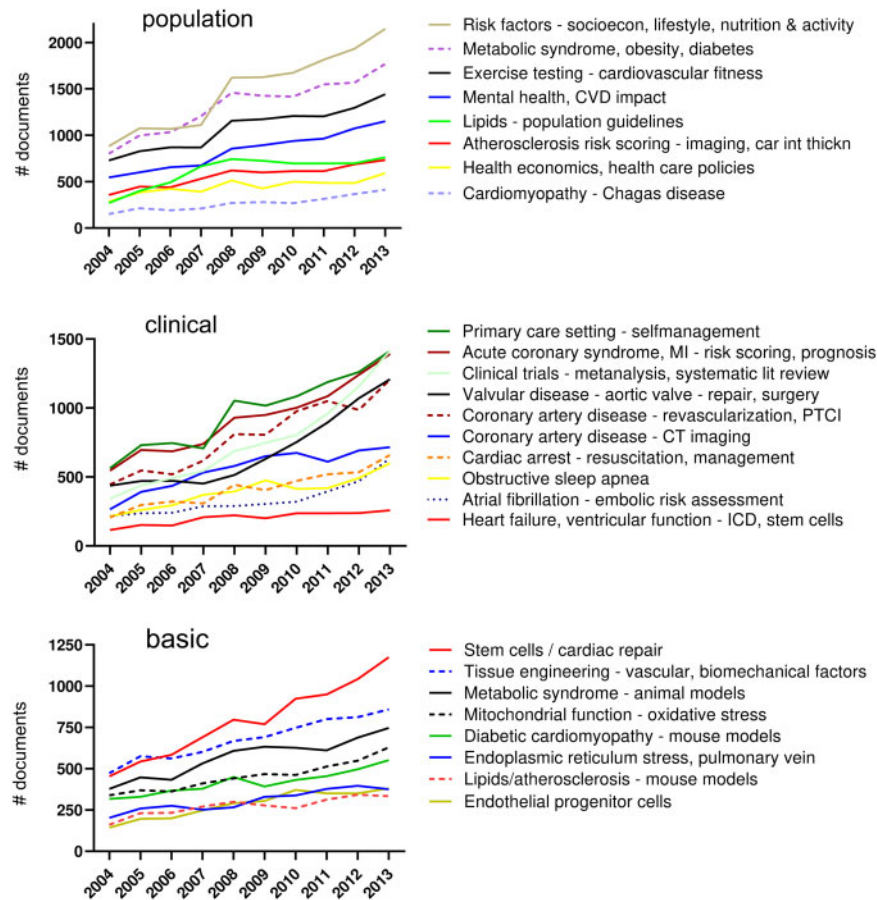 population
# documents
2000
1500
1000
500
0
2004 2005 2006 2007 2008 2009 2010 2011 2012 2013
Risk factors - socioecon, lifestyle, nutrition & activity
Metabolic syndrome, obesity, diabetes
Exercise testing - cardiovascular fitness
Mental health, CVD impact
Lipids - population guidelines
Atherosclerosis risk scoring - imaging, car int thickn
Health economics, health care policies
Cardiomyopathy - Chagas disease
clinical
# documents
1500
1000
500
0
2004 2005 2006 2007 2008 2009 2010 2011 2012 2013
Primary care setting - selfmanagement
Acute coronary syndrome, MI - risk scoring, prognosis
Clinical trials - metanalysis, systematic lit review
Valvular disease - aortic valve - repair, surgery
Coronary artery disease - revascularization, PTCI
Coronary artery disease - CT imaging
Cardiac arrest - resuscitation, management
Obstructive sleep apnea
Atrial fibrillation - embolic risk assessment
Heart failure, ventricular function - ICD, stem cells
basic
# documents
1250
1000
750
500
250
0
2004 2005 2006 2007 2008 2009 2010 2011 2012 2013
Stem cells / cardiac repair
Tissue engineering - vascular, biomechanical factors
Metabolic syndrome - animal models
Mitochondrial function - oxidative stress
Diabetic cardiomyopathy - mouse models
Endoplasmic reticulum stress, pulmonary vein
Lipids/atherosclerosis - mouse models
Endothelial progenitor cells